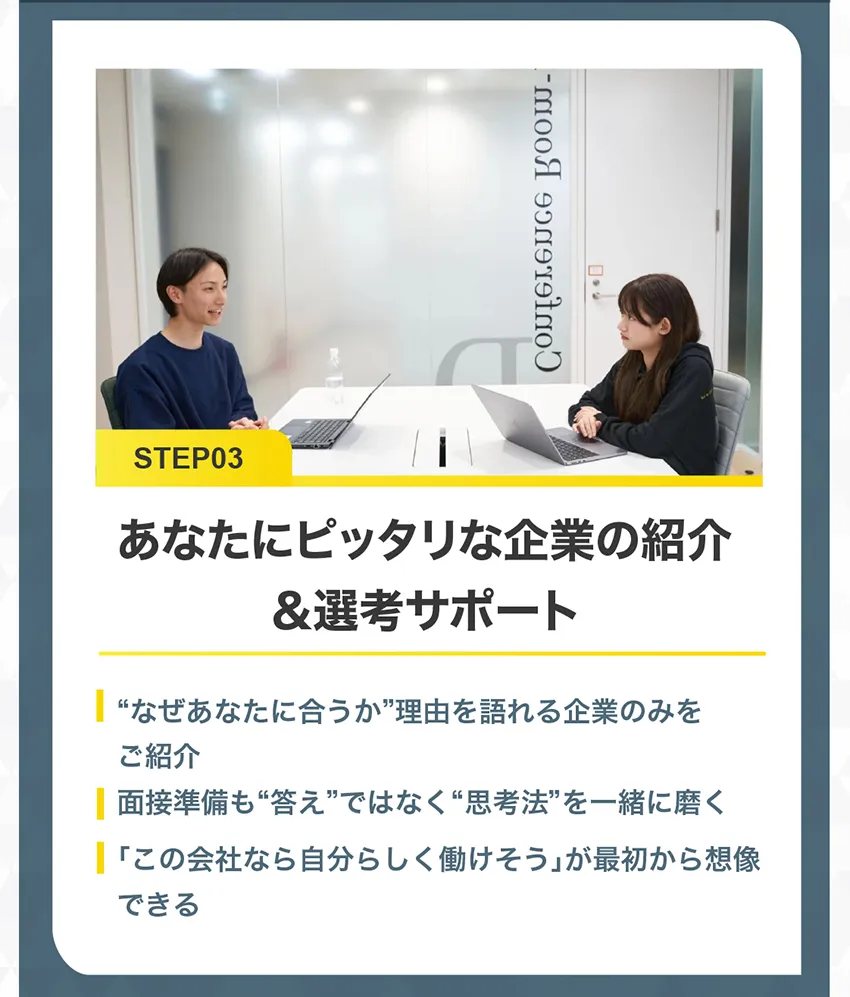 Conference Room-
D
STEP03
あなたにピッタリな企業の紹介
&選考サポート
“なぜあなたに合うか”理由を語れる企業のみを
ご紹介
面接準備も“答え”ではなく“思考法”を一緒に磨く
「この会社なら自分らしく働けそう」が最初から想像
できる